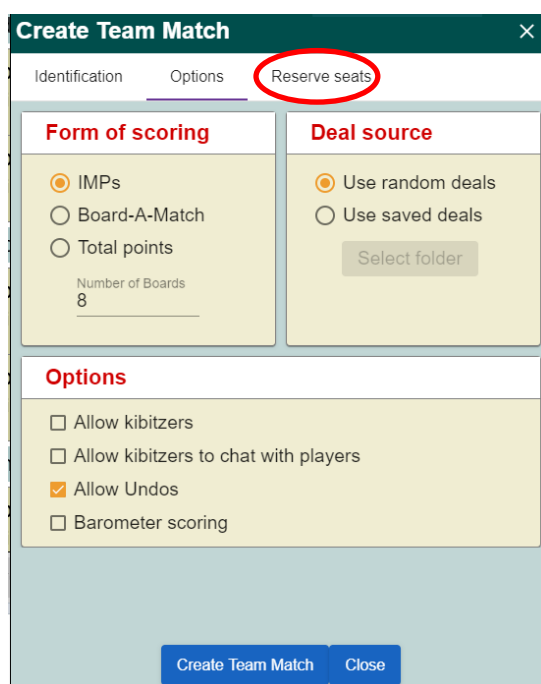 Create Team Match
Identification Options Reserve seats
Form of scoring
IMPs
Board-A-Match
Total points
Number of Boards
8
Deal source
Use random deals
Use saved deals
Select folder
Options
Allow kibitzers
Allow kibitzers to chat with players
Allow Undos
Barometer scoring
Create Team Match Close